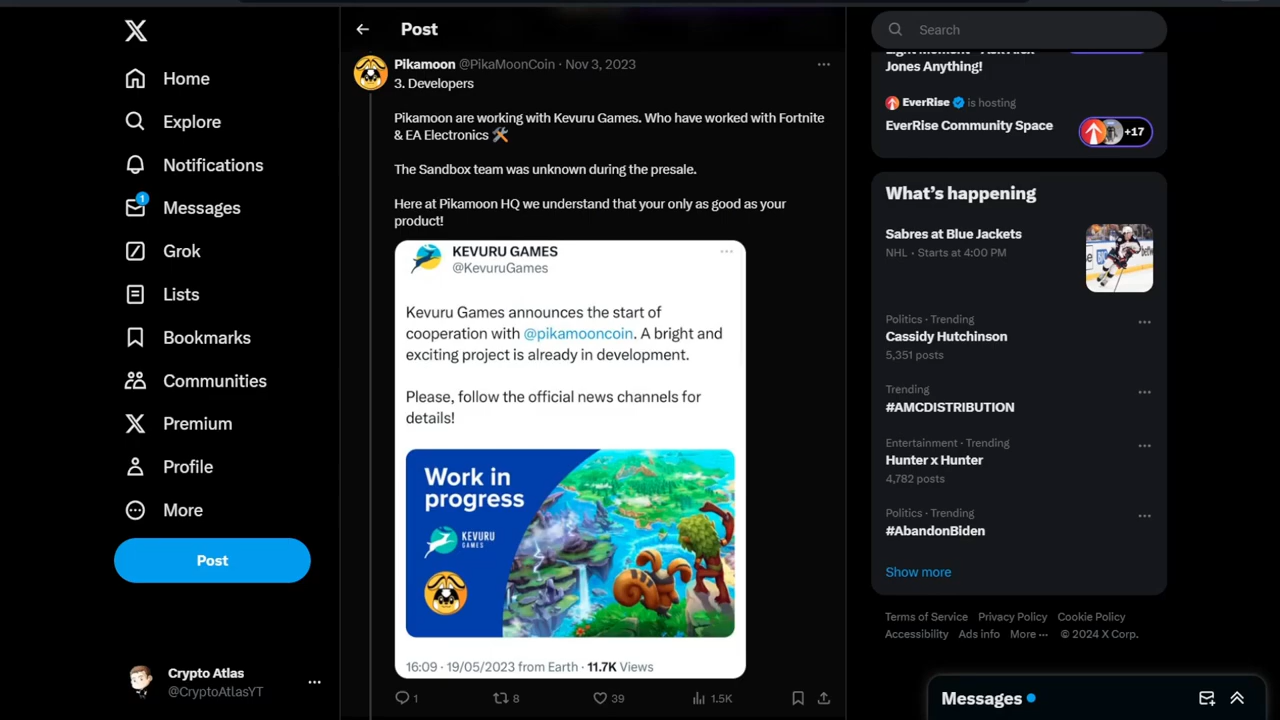 Home
Explore
Notifications
1
Messages
Grok
Lists
Bookmarks
Communities
Premium
Profile
More
Post
Crypto Atlas
@CryptoAtlasYT
Post
Pikamoon @PikaMoonCoin · Nov 3, 2023
3. Developers
Pikamoon are working with Kevuru Games. Who have worked with Fortnite
& EA Electronics 🛠️
The Sandbox team was unknown during the presale.
Here at Pikamoon HQ we understand that your only as good as your
product!
KEVURU GAMES
@KevuruGames
Kevuru Games announces the start of
cooperation with @pikamooncoin. A bright and
exciting project is already in development.
Please, follow the official news channels for
details!
Work in
progress
KEVURU
GAMES
16:09 · 19/05/2023 from Earth · 11.7K Views
1 8 39 1.5K
Search
Jones Anything!
EverRise is hosting
EverRise Community Space
+17
What's happening
Sabres at Blue Jackets
NHL · Starts at 4:00 PM
Politics · Trending
Cassidy Hutchinson
5,351 posts
Trending
#AMCDISTRIBUTION
Entertainment · Trending
Hunter x Hunter
4,782 posts
Politics · Trending
#AbandonBiden
Show more
Terms of Service Privacy Policy Cookie Policy
Accessibility Ads info More ··· © 2024 X Corp.
Messages